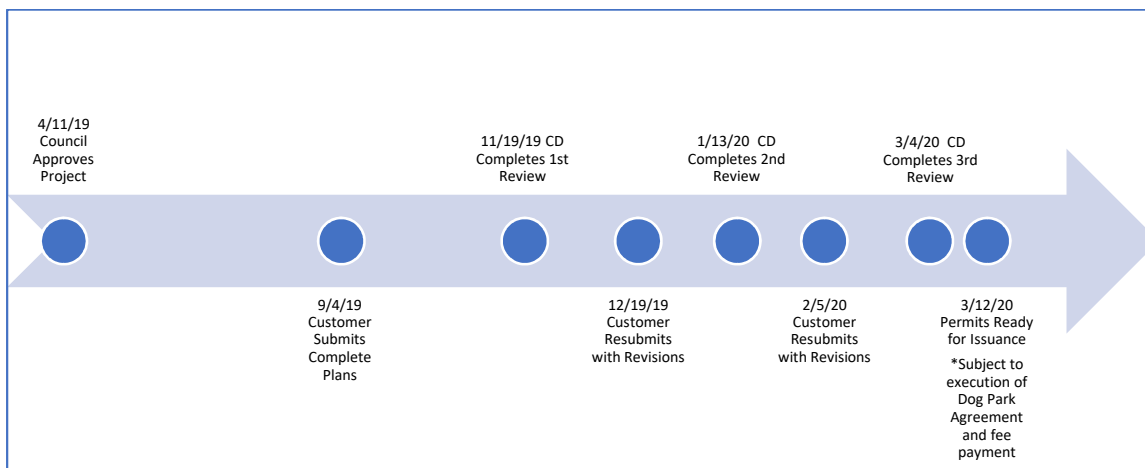 4/11/19
Council
Approves
Project
9/4/19
Customer
Submits
Complete
Plans
11/19/19 CD
Completes 1st
Review
12/19/19
Customer
Resubmits
with Revisions
1/13/20 CD
Completes 2nd
Review
2/5/20
Customer
Resubmits
with Revisions
3/4/20 CD
Completes 3rd
Review
3/12/20
Permits Ready
for Issuance
*Subject to
execution of
Dog Park
Agreement
and fee
payment